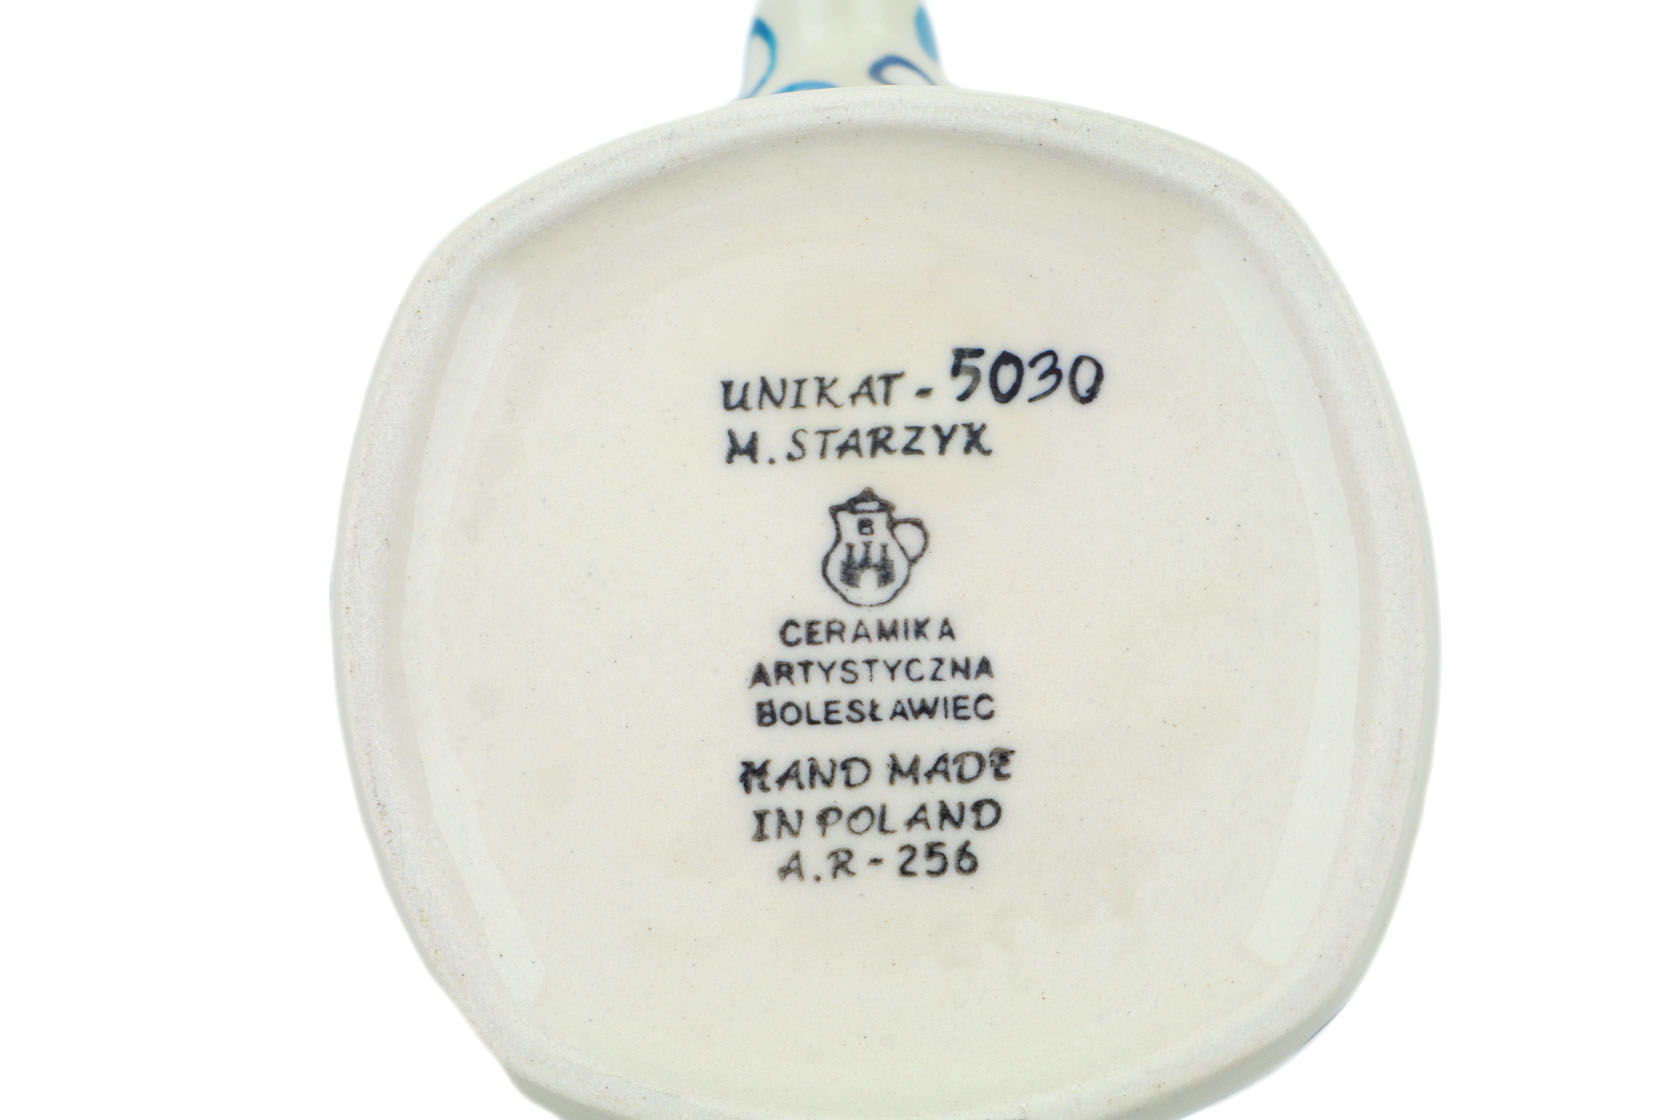 UNIKAT - 5030
M. STARZYK
B
CERAMIKA
ARTYSTYCZNA
BOLESŁAWIEC
HAND MADE
IN POLAND
A.R - 256